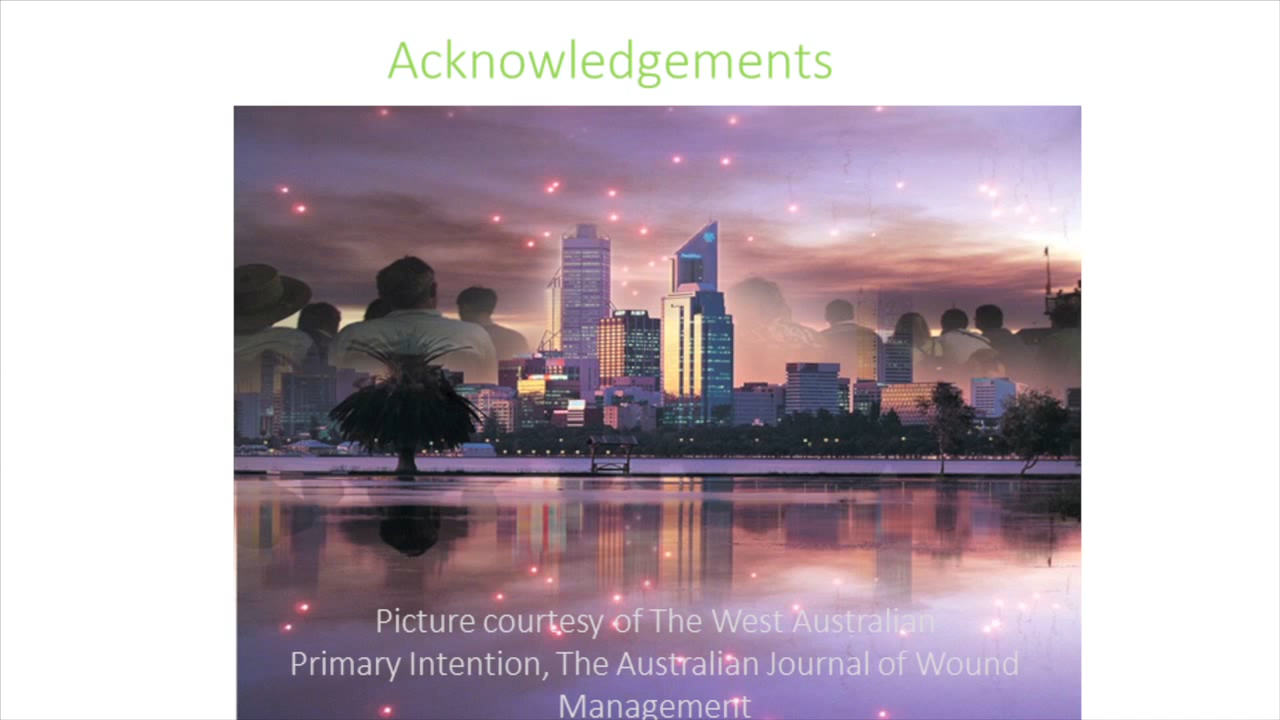 Acknowledgements
Picture courtesy of The West Australian
Primary Intention, The Australian Journal of Wound
Management